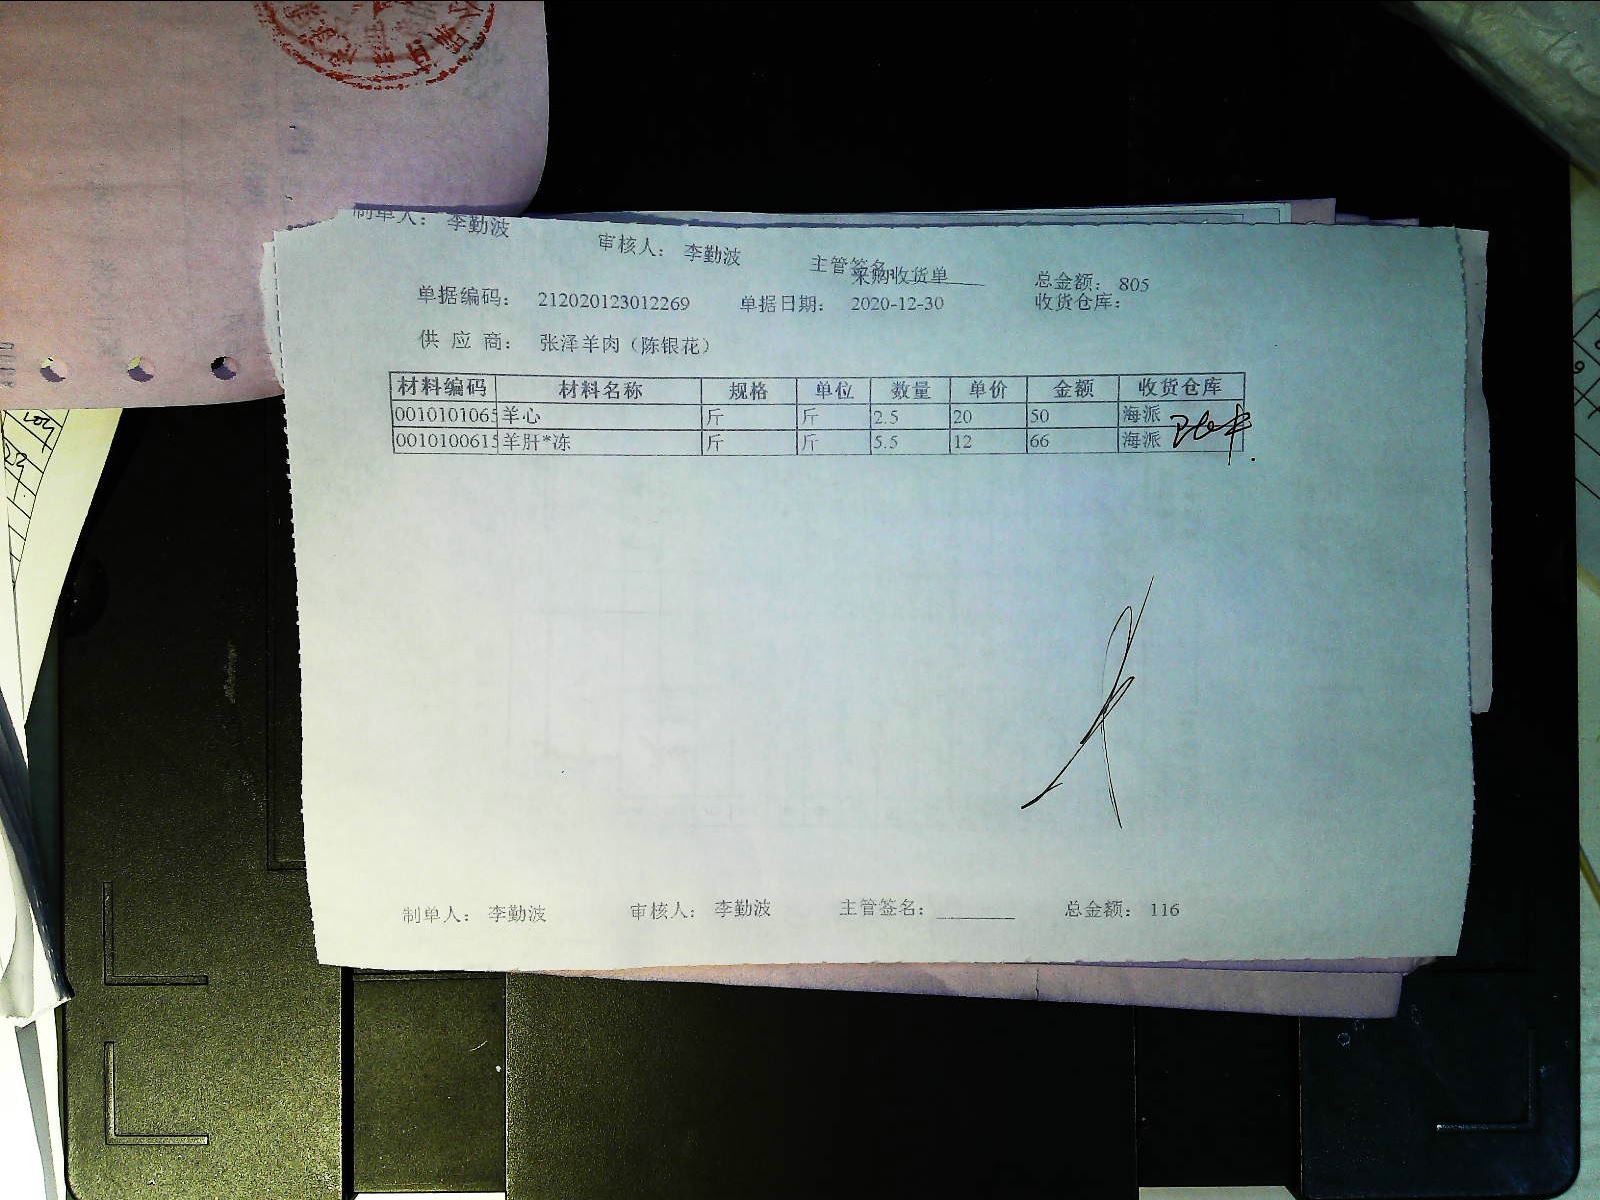 制单人： 李勤波 审核人： 李勤波 主管签名 总金额： 805
采购收货单
单据编码： 212020123012269 单据日期： 2020-12-30 收货仓库：
供 应 商： 张泽羊肉（陈银花）
材料编码 材料名称 规格 单位 数量 单价 金额 收货仓库
0010101065 羊心 斤 斤 2.5 20 50 海派
0010100615 羊肝*冻 斤 斤 5.5 12 66 海派
制单人： 李勤波 审核人： 李勤波 主管签名： 总金额： 116